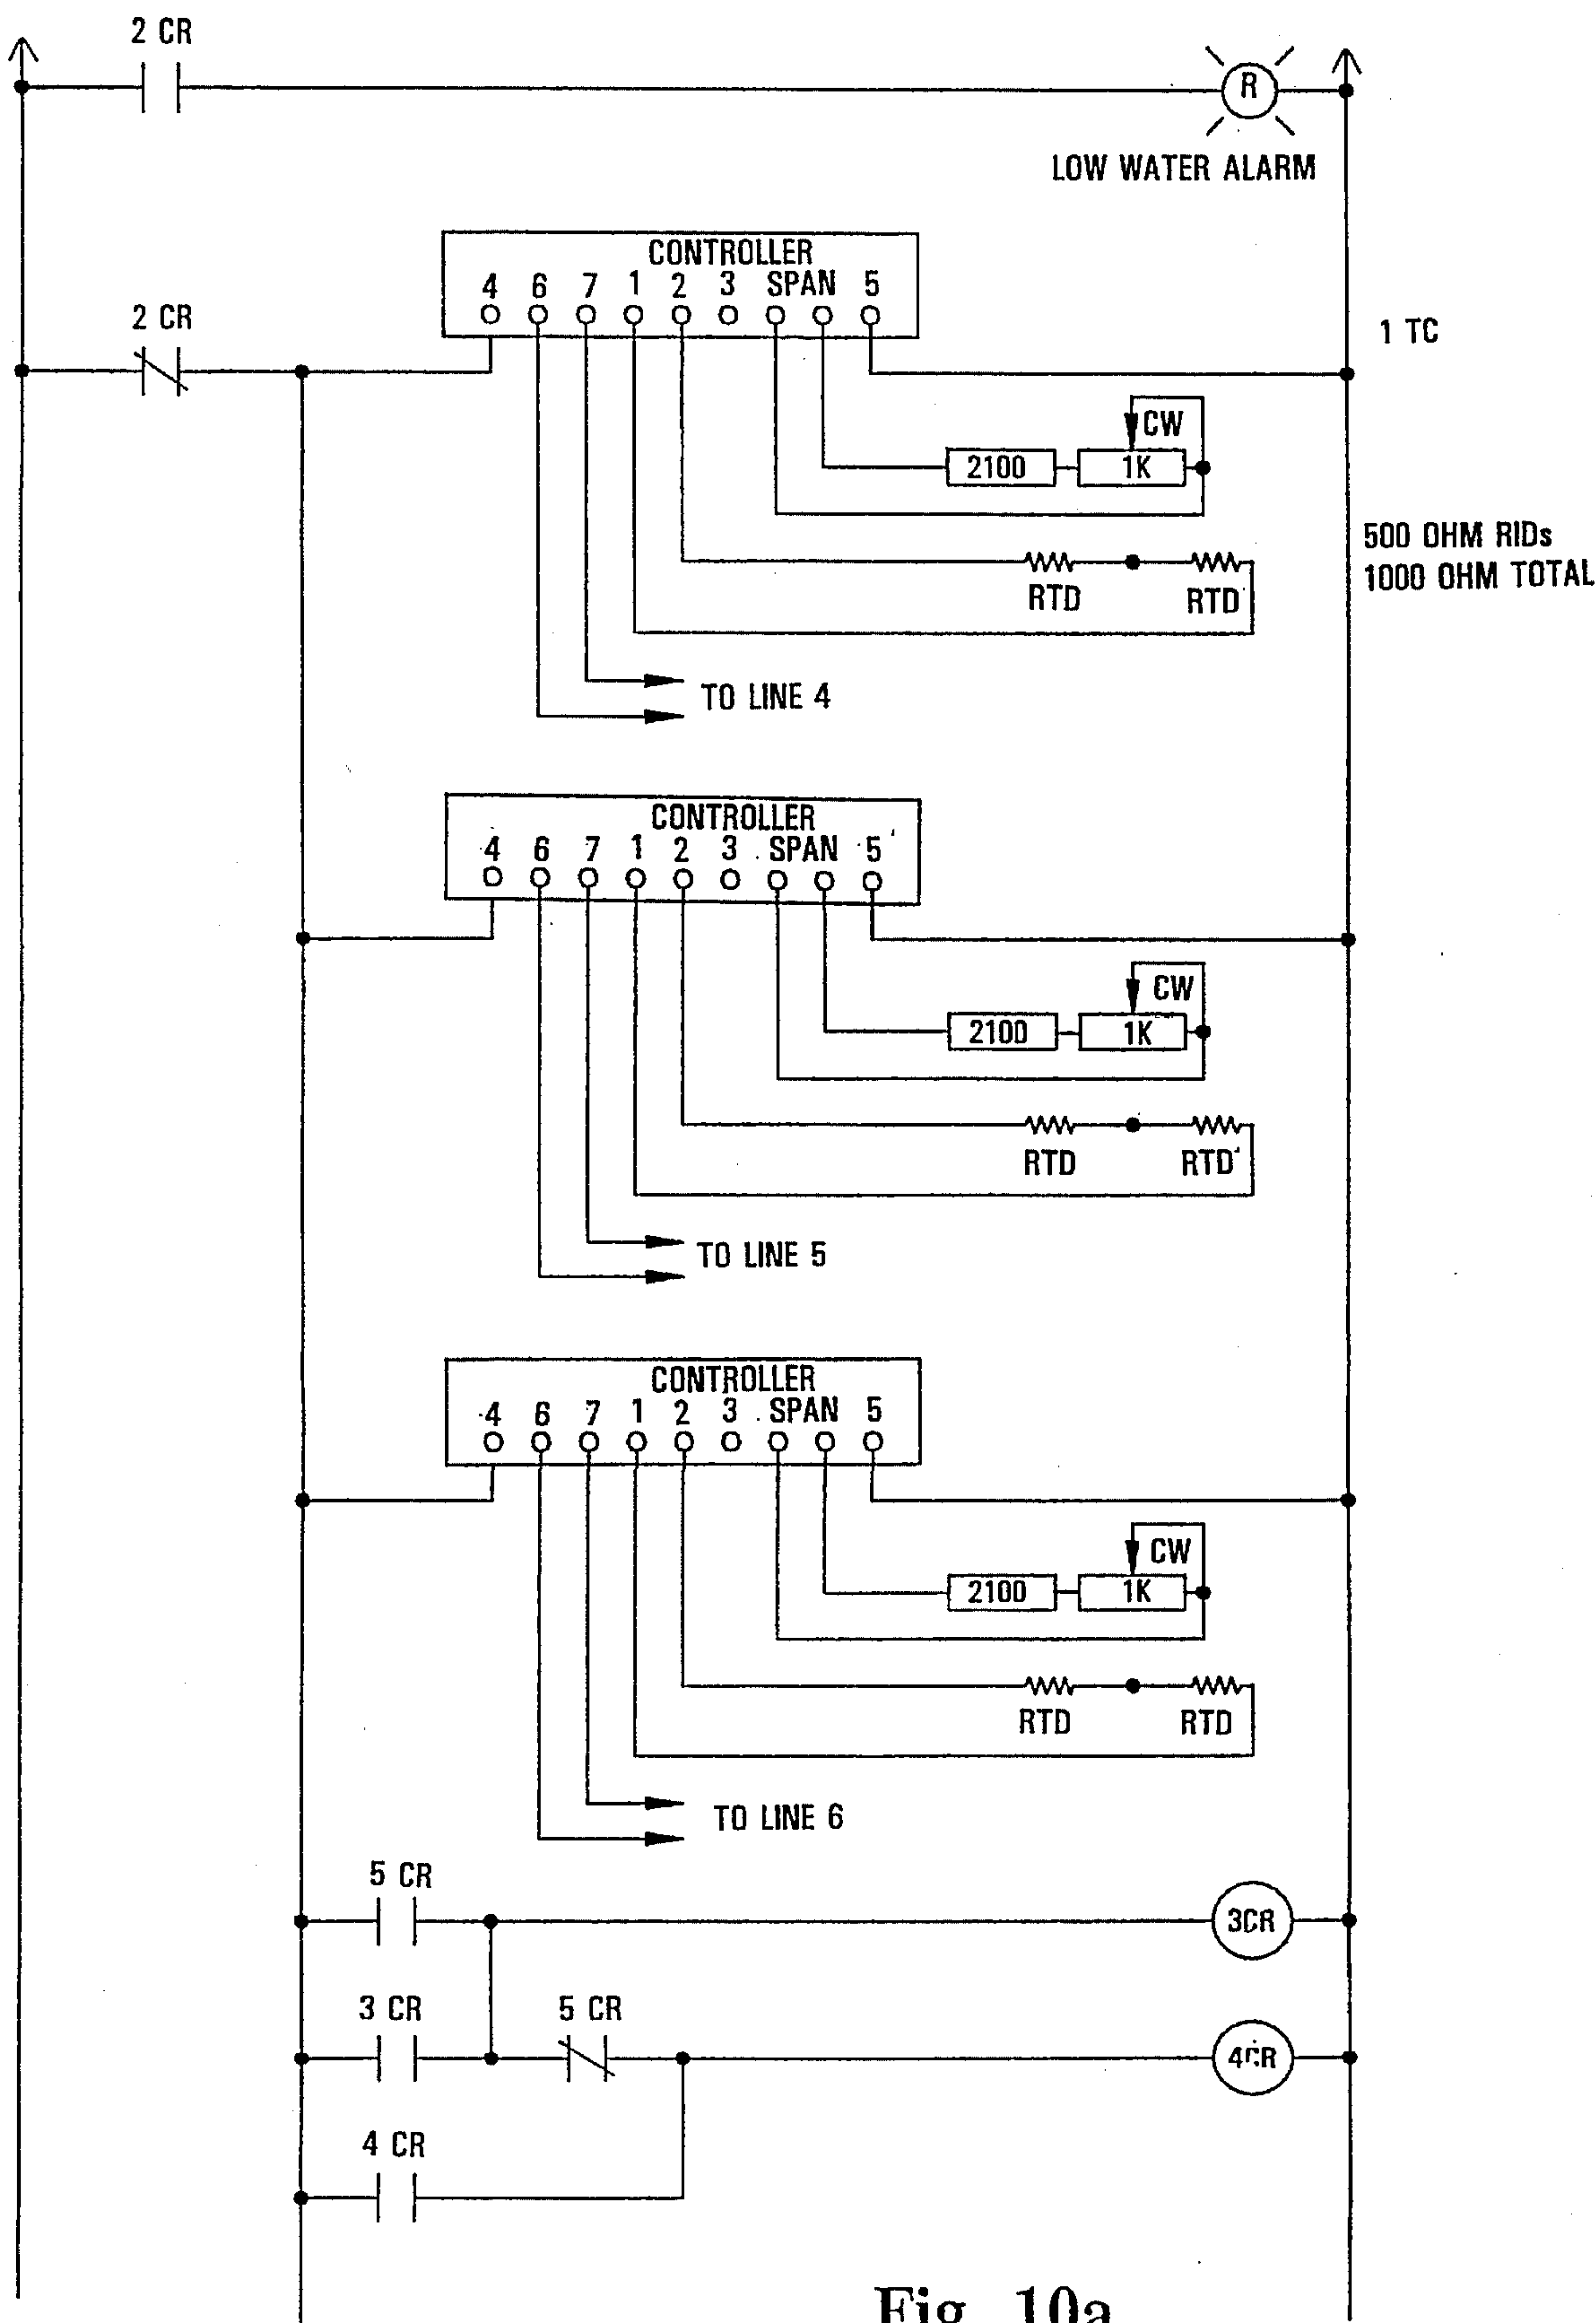 2 CR
R
LOW WATER ALARM
CONTROLLER
4 6 7 1 2 3 SPAN 5
2 CR
1 TC
CW
2100 1K
500 OHM RIDs
1000 OHM TOTAL
RTD RTD
TO LINE 4
CONTROLLER
4 6 7 1 2 3 SPAN 5
CW
2100 1K
RTD RTD
TO LINE 5
CONTROLLER
4 6 7 1 2 3 SPAN 5
CW
2100 1K
RTD RTD
TO LINE 6
5 CR
3CR
3 CR 5 CR
4CR
4 CR
Fig. 10a